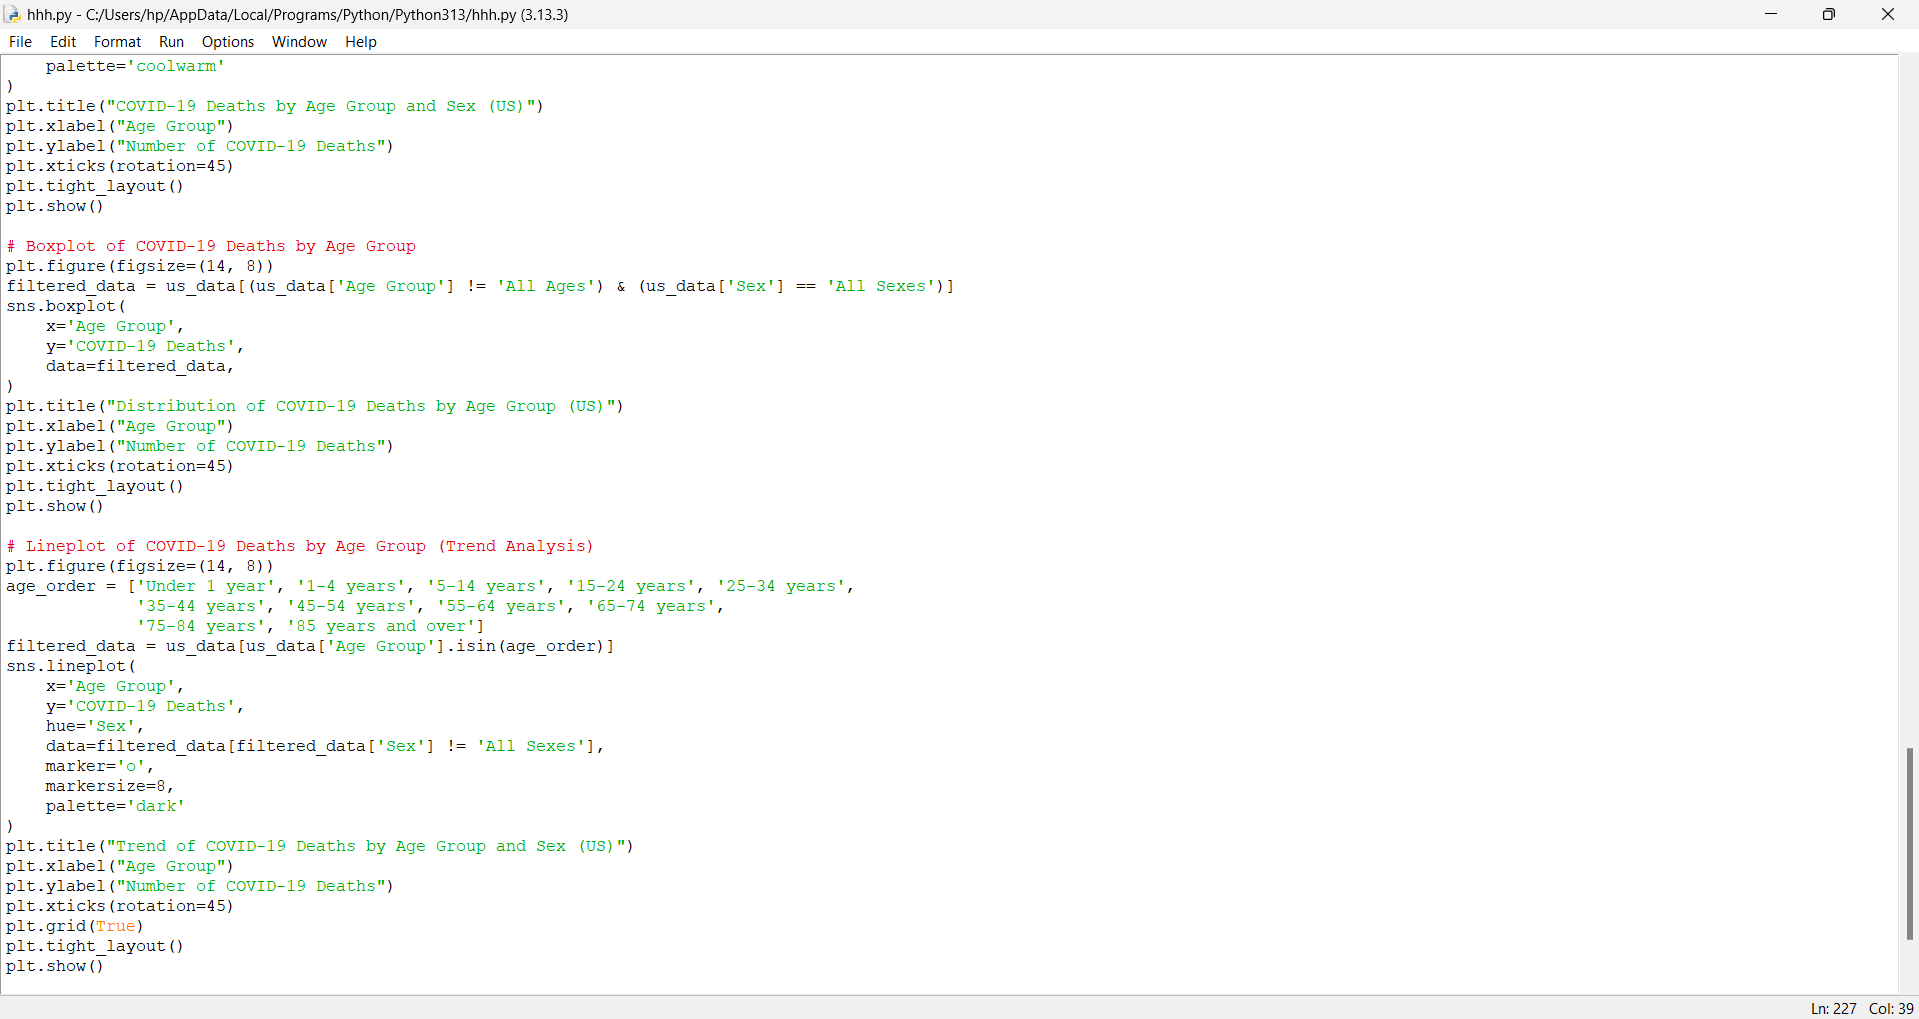 hhh.py - C:/Users/hp/AppData/Local/Programs/Python/Python313/hhh.py (3.13.3)
File Edit Format Run Options Window Help
    palette='coolwarm'
)
plt.title("COVID-19 Deaths by Age Group and Sex (US)")
plt.xlabel("Age Group")
plt.ylabel("Number of COVID-19 Deaths")
plt.xticks(rotation=45)
plt.tight_layout()
plt.show()

# Boxplot of COVID-19 Deaths by Age Group
plt.figure(figsize=(14, 8))
filtered_data = us_data[(us_data['Age Group'] != 'All Ages') & (us_data['Sex'] == 'All Sexes')]
sns.boxplot(
    x='Age Group',
    y='COVID-19 Deaths',
    data=filtered_data,
)
plt.title("Distribution of COVID-19 Deaths by Age Group (US)")
plt.xlabel("Age Group")
plt.ylabel("Number of COVID-19 Deaths")
plt.xticks(rotation=45)
plt.tight_layout()
plt.show()

# Lineplot of COVID-19 Deaths by Age Group (Trend Analysis)
plt.figure(figsize=(14, 8))
age_order = ['Under 1 year', '1-4 years', '5-14 years', '15-24 years', '25-34 years',
             '35-44 years', '45-54 years', '55-64 years', '65-74 years',
             '75-84 years', '85 years and over']
filtered_data = us_data[us_data['Age Group'].isin(age_order)]
sns.lineplot(
    x='Age Group',
    y='COVID-19 Deaths',
    hue='Sex',
    data=filtered_data[filtered_data['Sex'] != 'All Sexes'],
    marker='o',
    markersize=8,
    palette='dark'
)
plt.title("Trend of COVID-19 Deaths by Age Group and Sex (US)")
plt.xlabel("Age Group")
plt.ylabel("Number of COVID-19 Deaths")
plt.xticks(rotation=45)
plt.grid(True)
plt.tight_layout()
plt.show()
Ln: 227 Col: 39